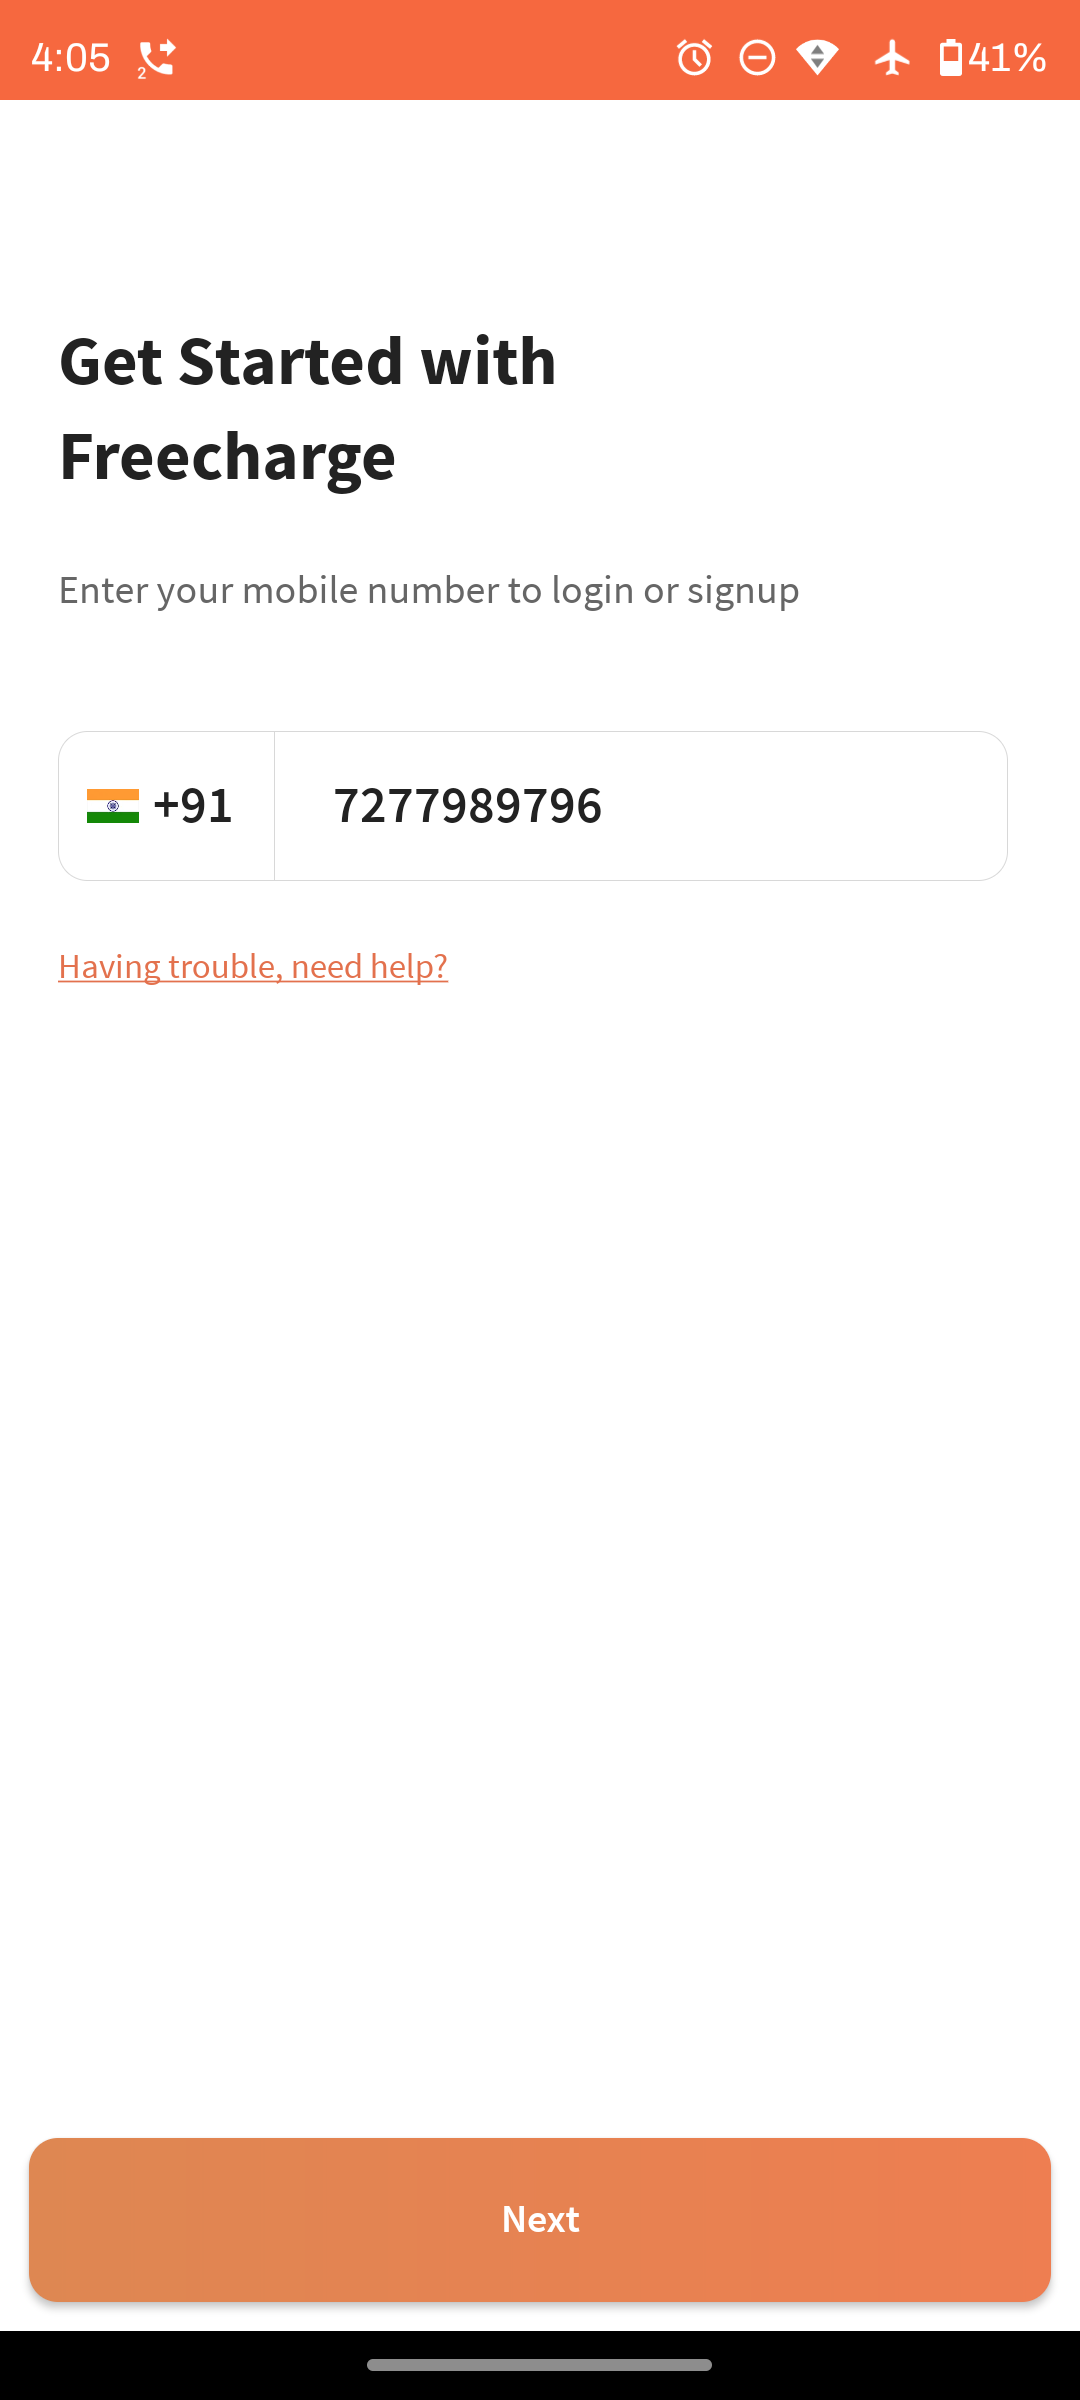 4:05 2 41%
Get Started with
Freecharge
Enter your mobile number to login or signup
+91 7277989796
Having trouble, need help?
Next